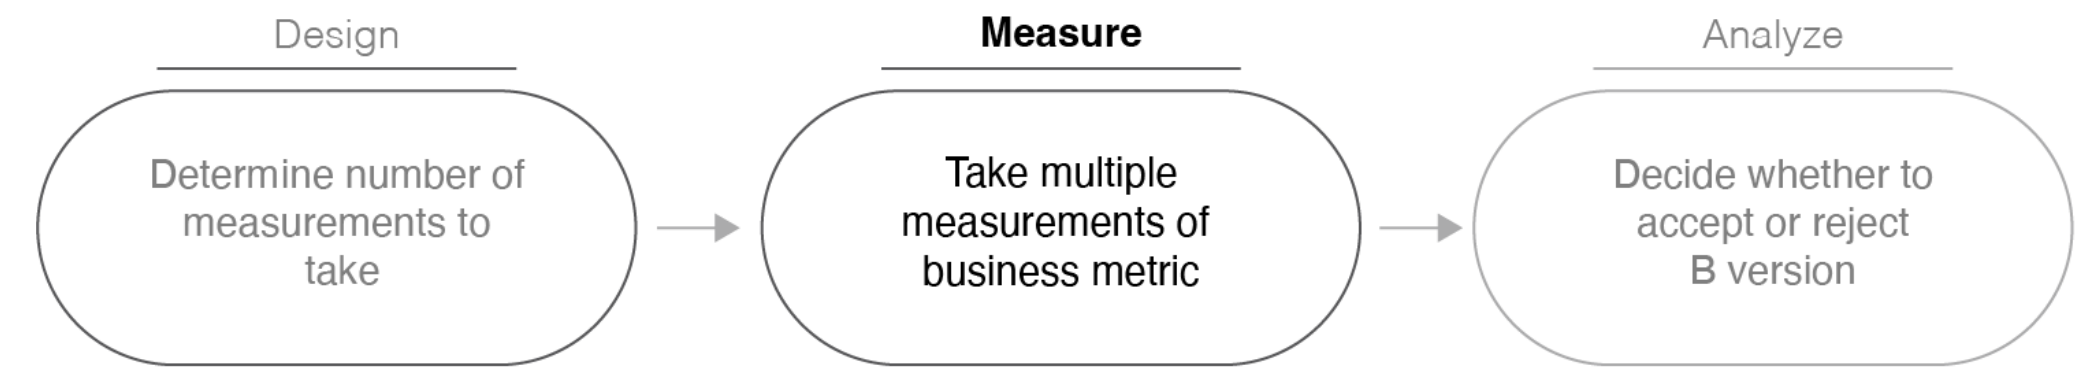 Design
Determine number of
measurements to
take
Measure
Take multiple
measurements of
business metric
Analyze
Decide whether to
accept or reject
B version